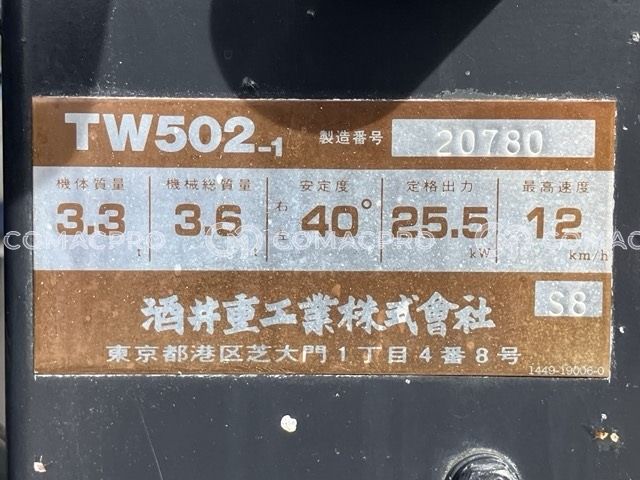 TW502-1 製造番号 20780
機体質量 機械総質量 安定度 定格出力 最高速度
3.3 t 3,6 t 右左 40° 25.5 kW 12 km/h
COMACPRO COMACPRO COMACPRO
酒井重工業株式會社 S8
東京都港区芝大門1丁目4番8号
1449-19006-0